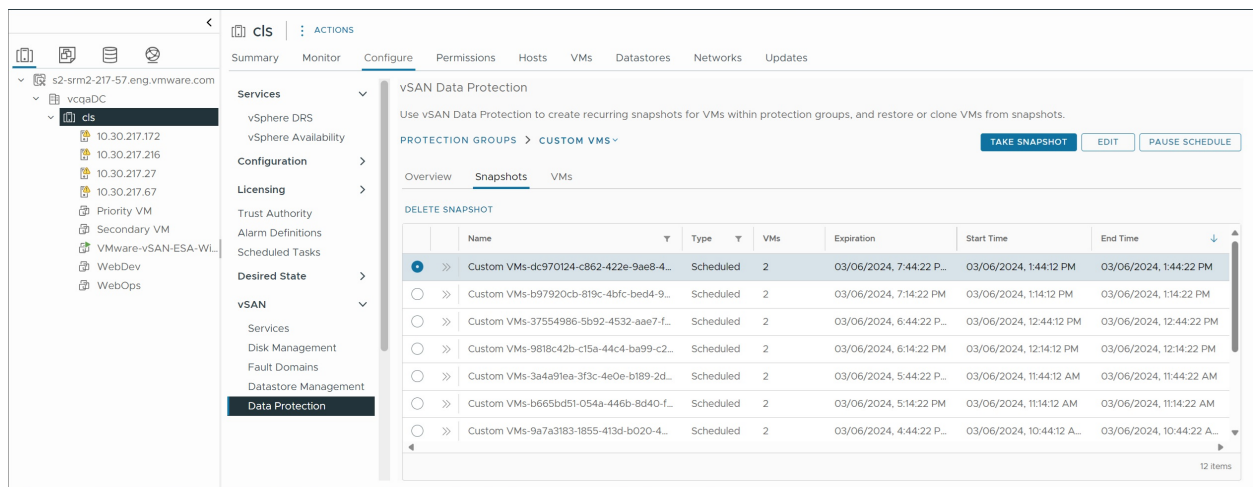 cls
ACTIONS
Summary Monitor Configure Permissions Hosts VMs Datastores Networks Updates
s2-srm2-217-57.eng.vmware.com
vcqaDC
cls
10.30.217.172
10.30.217.216
10.30.217.27
10.30.217.67
Priority VM
Secondary VM
VMware-vSAN-ESA-Wi...
WebDev
WebOps
Services
vSphere DRS
vSphere Availability
Configuration
Licensing
Trust Authority
Alarm Definitions
Scheduled Tasks
Desired State
vSAN
Services
Disk Management
Fault Domains
Datastore Management
Data Protection
vSAN Data Protection
Use vSAN Data Protection to create recurring snapshots for VMs within protection groups, and restore or clone VMs from snapshots.
PROTECTION GROUPS > CUSTOM VMS
TAKE SNAPSHOT EDIT PAUSE SCHEDULE
Overview Snapshots VMs
DELETE SNAPSHOT
Name Type VMs Expiration Start Time End Time
Custom VMs-dc970124-c862-422e-9ae8-4... Scheduled 2 03/06/2024, 7:44:22 P... 03/06/2024, 1:44:12 PM 03/06/2024, 1:44:22 PM
Custom VMs-b97920cb-819c-4bfc-bed4-9... Scheduled 2 03/06/2024, 7:14:22 PM 03/06/2024, 1:14:12 PM 03/06/2024, 1:14:22 PM
Custom VMs-37554986-5b92-4532-aae7-f... Scheduled 2 03/06/2024, 6:44:22 P... 03/06/2024, 12:44:12 PM 03/06/2024, 12:44:22 PM
Custom VMs-9818c42b-c15a-44c4-ba99-c2... Scheduled 2 03/06/2024, 6:14:22 PM 03/06/2024, 12:14:12 PM 03/06/2024, 12:14:22 PM
Custom VMs-3a4a91ea-3f3c-4e0e-b189-2d... Scheduled 2 03/06/2024, 5:44:22 P... 03/06/2024, 11:44:12 AM 03/06/2024, 11:44:22 AM
Custom VMs-b665bd51-054a-446b-8d40-f... Scheduled 2 03/06/2024, 5:14:22 PM 03/06/2024, 11:14:12 AM 03/06/2024, 11:14:22 AM
Custom VMs-9a7a3183-1855-413d-b020-4... Scheduled 2 03/06/2024, 4:44:22 P... 03/06/2024, 10:44:12 A... 03/06/2024, 10:44:22 A...
12 items